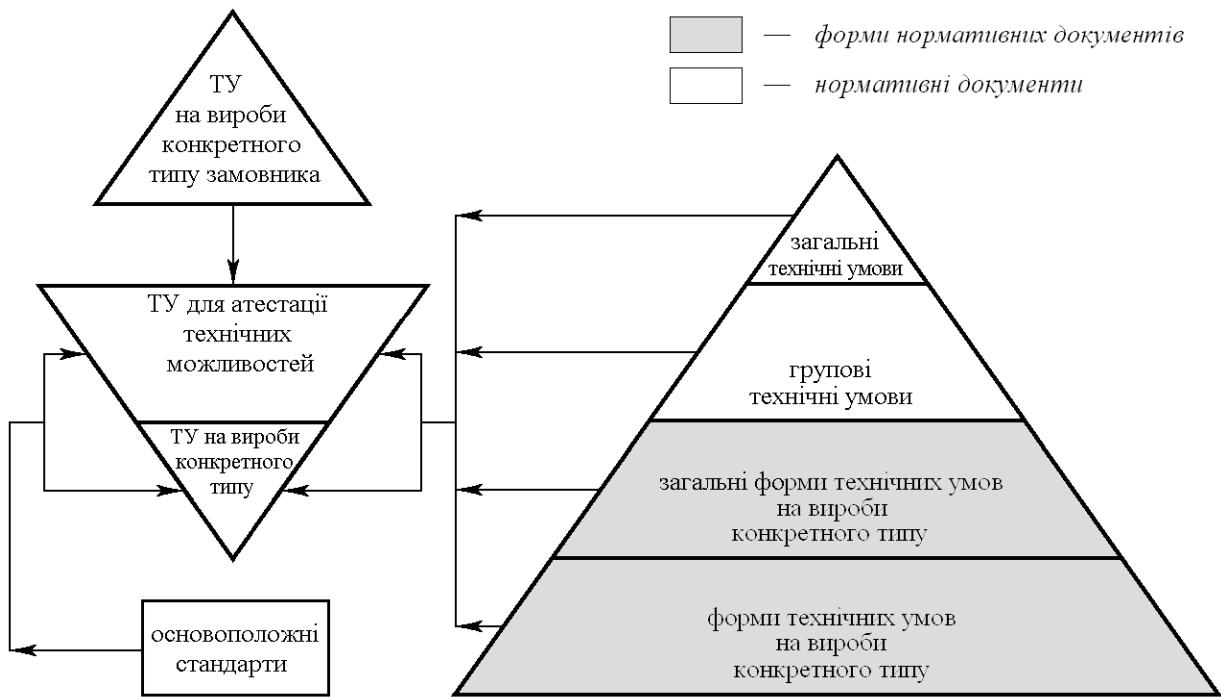 ТУ
на вироби
конкретного
типу замовника
— форми нормативних документів
— нормативні документи
ТУ для атестації
технічних
можливостей
ТУ на вироби
конкретного
типу
основоположні
стандарти
загальні
технічні умови
групові
технічні умови
загальні форми технічних умов
на вироби
конкретного типу
форми технічних умов
на вироби
конкретного типу